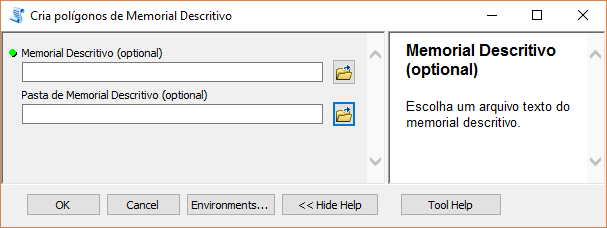 Cria polígonos de Memorial Descritivo
Memorial Descritivo (optional)
Pasta de Memorial Descritivo (optional)
Memorial Descritivo
(optional)
Escolha um arquivo texto do
memorial descritivo.
OK
Cancel
Environments...
<< Hide Help
Tool Help